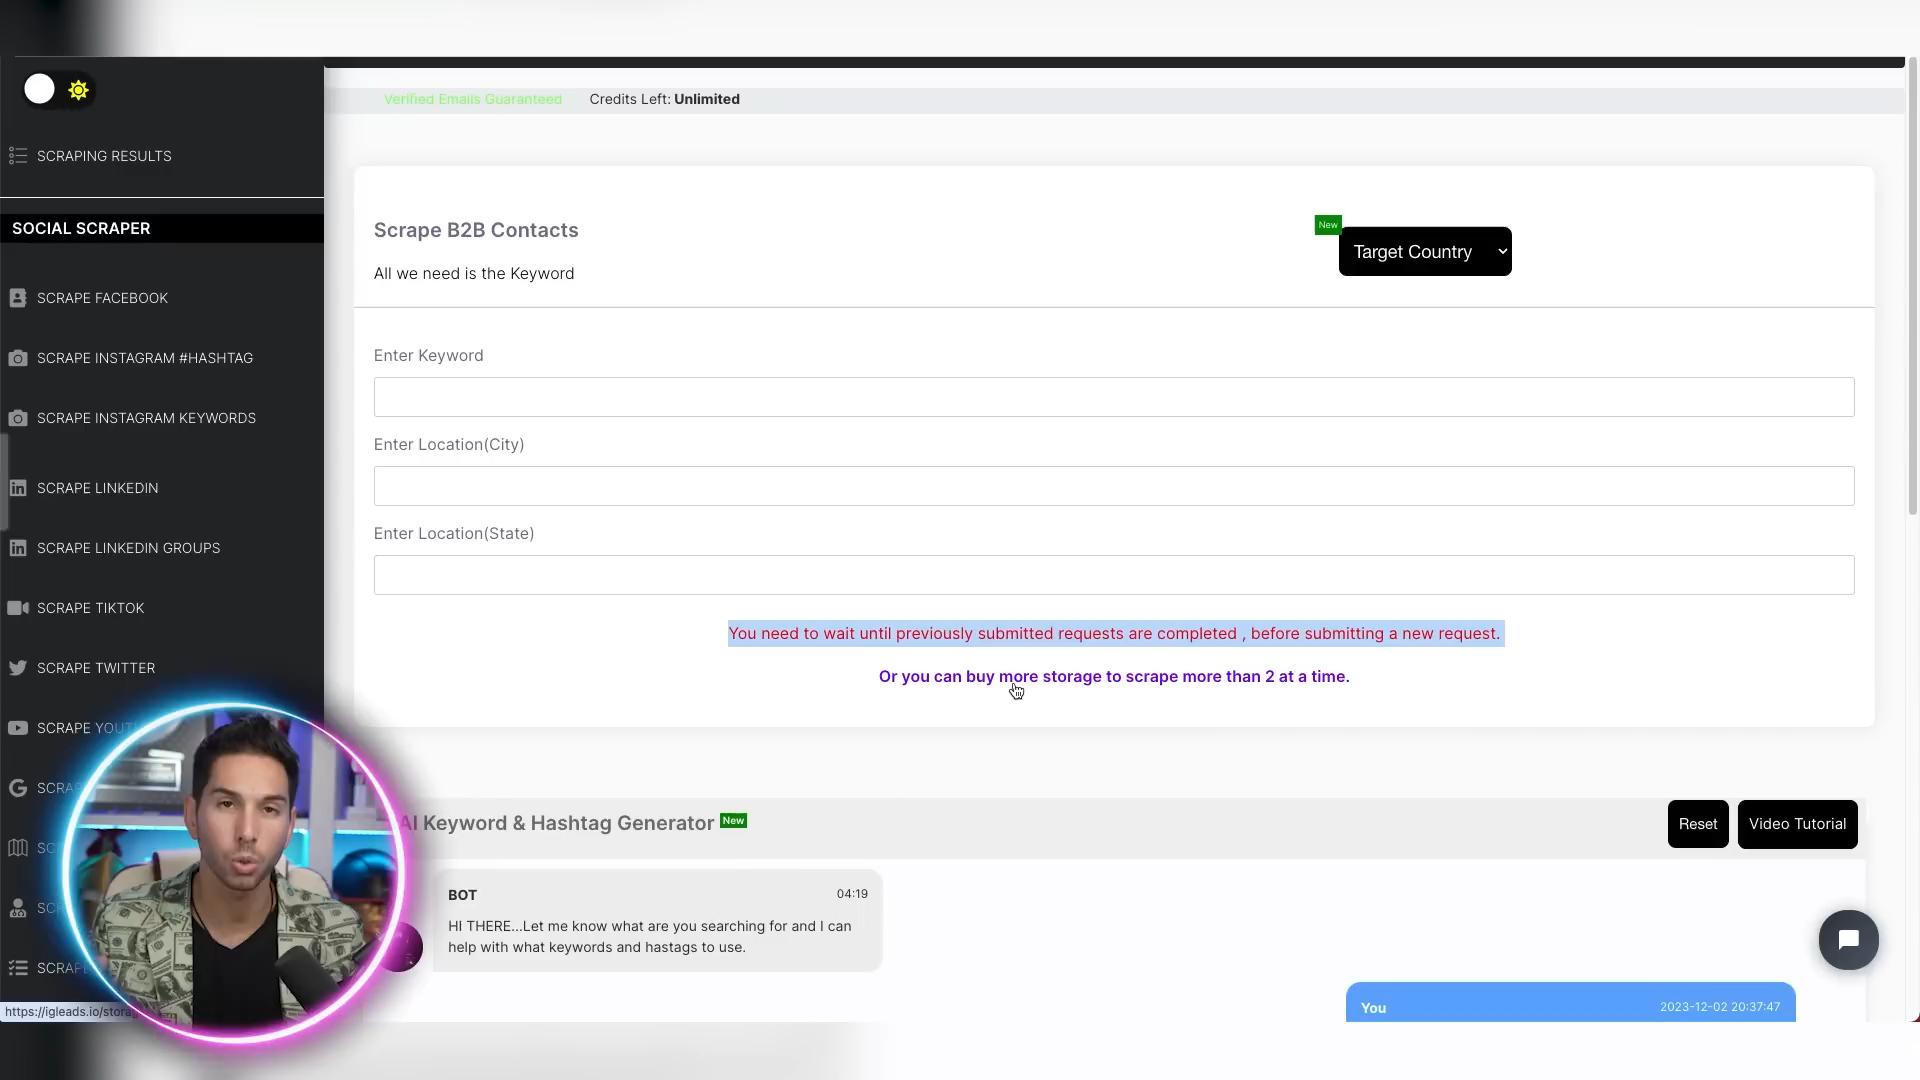 Verified Emails Guaranteed Credits Left: Unlimited
SCRAPING RESULTS
SOCIAL SCRAPER
SCRAPE FACEBOOK
SCRAPE INSTAGRAM #HASHTAG
SCRAPE INSTAGRAM KEYWORDS
SCRAPE LINKEDIN
SCRAPE LINKEDIN GROUPS
SCRAPE TIKTOK
SCRAPE TWITTER
Scrape B2B Contacts
All we need is the Keyword
New
Target Country
Enter Keyword
Enter Location(City)
Enter Location(State)
You need to wait until previously submitted requests are completed , before submitting a new request.
Or you can buy more storage to scrape more than 2 at a time.
SCRAPE
AI Keyword & Hashtag Generator New
Reset
Video Tutorial
BOT 04:19
HI THERE...Let me know what are you searching for and I can
help with what keywords and hastags to use.
You 2023-12-02 20:37:47